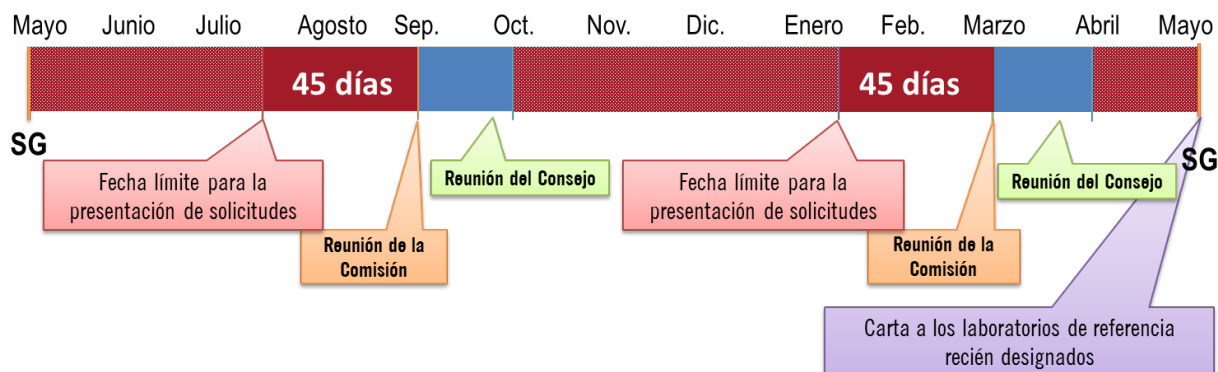 Mayo Junio Julio Agosto Sep. Oct. Nov. Dic. Enero Feb. Marzo Abril Mayo
45 días 45 días
SG SG
Fecha límite para la
presentación de solicitudes
Reunión del Consejo
Reunión de la
Comisión
Fecha límite para la
presentación de solicitudes
Reunión del Consejo
Reunión de la
Comisión
Carta a los laboratorios de referencia
recién designados